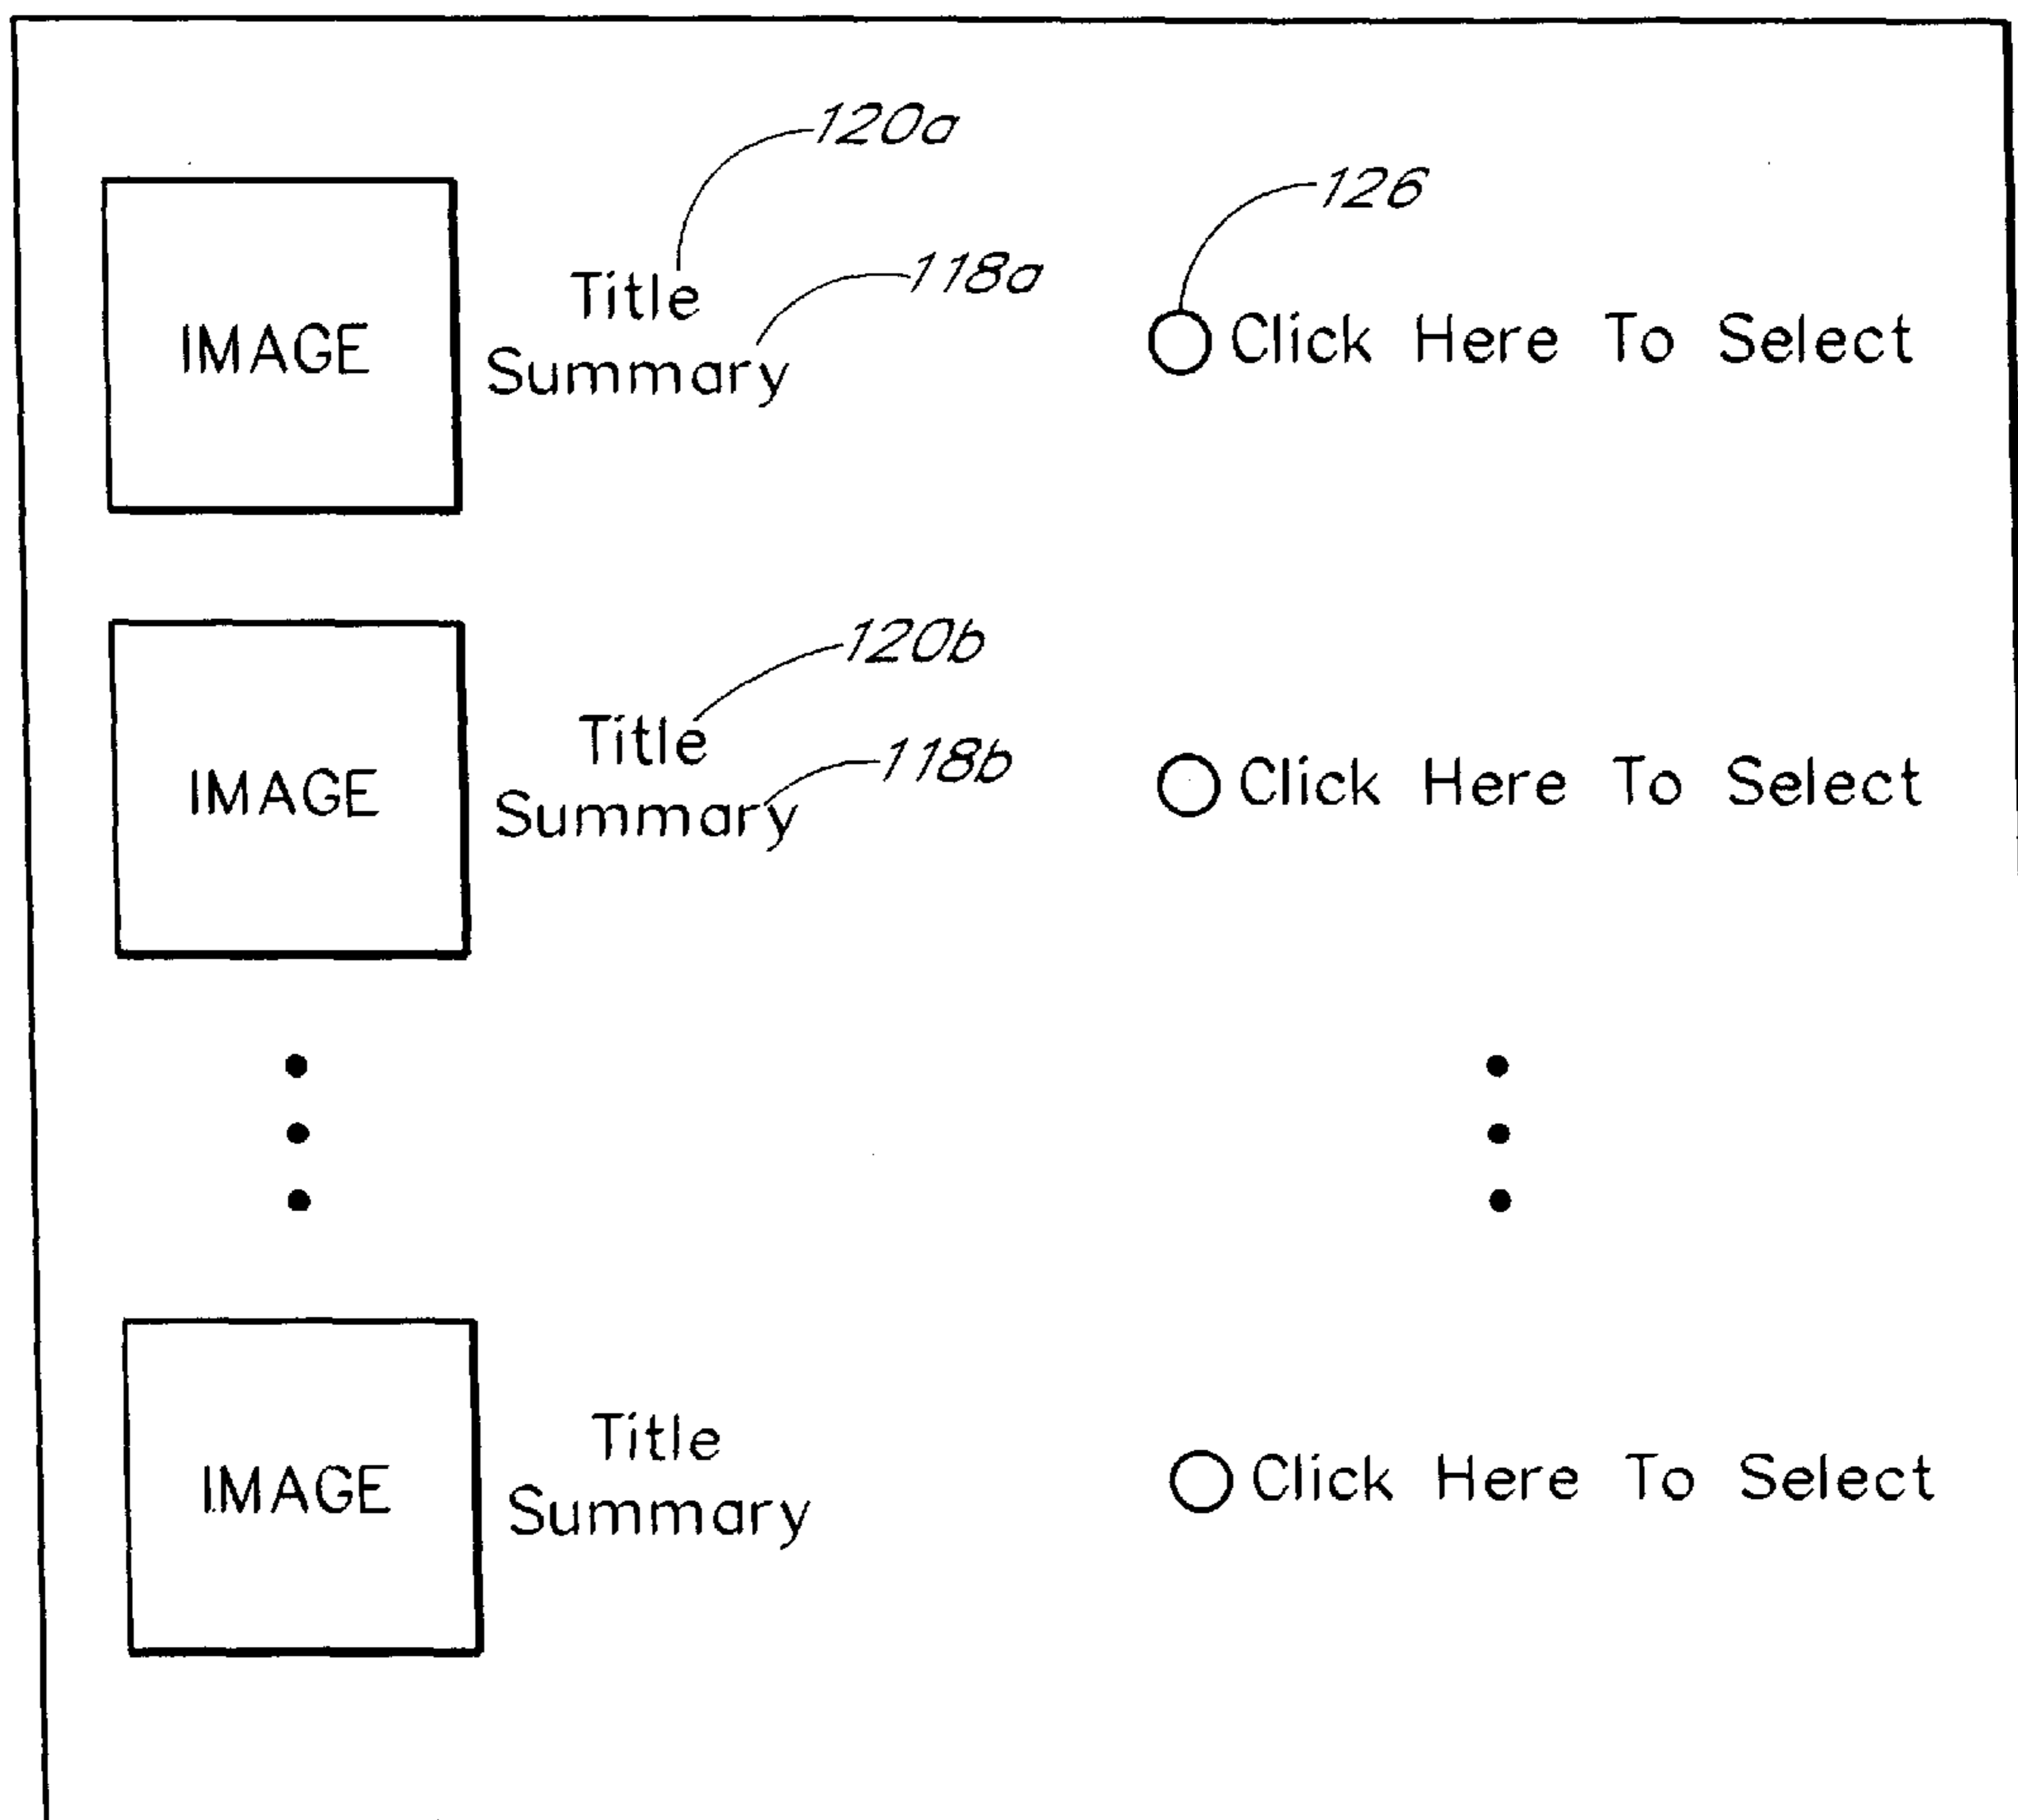 120a
126
Title
118a
IMAGE
Summary
Click Here To Select
120b
Title
118b
IMAGE
Summary
Click Here To Select
Title
IMAGE
Summary
Click Here To Select